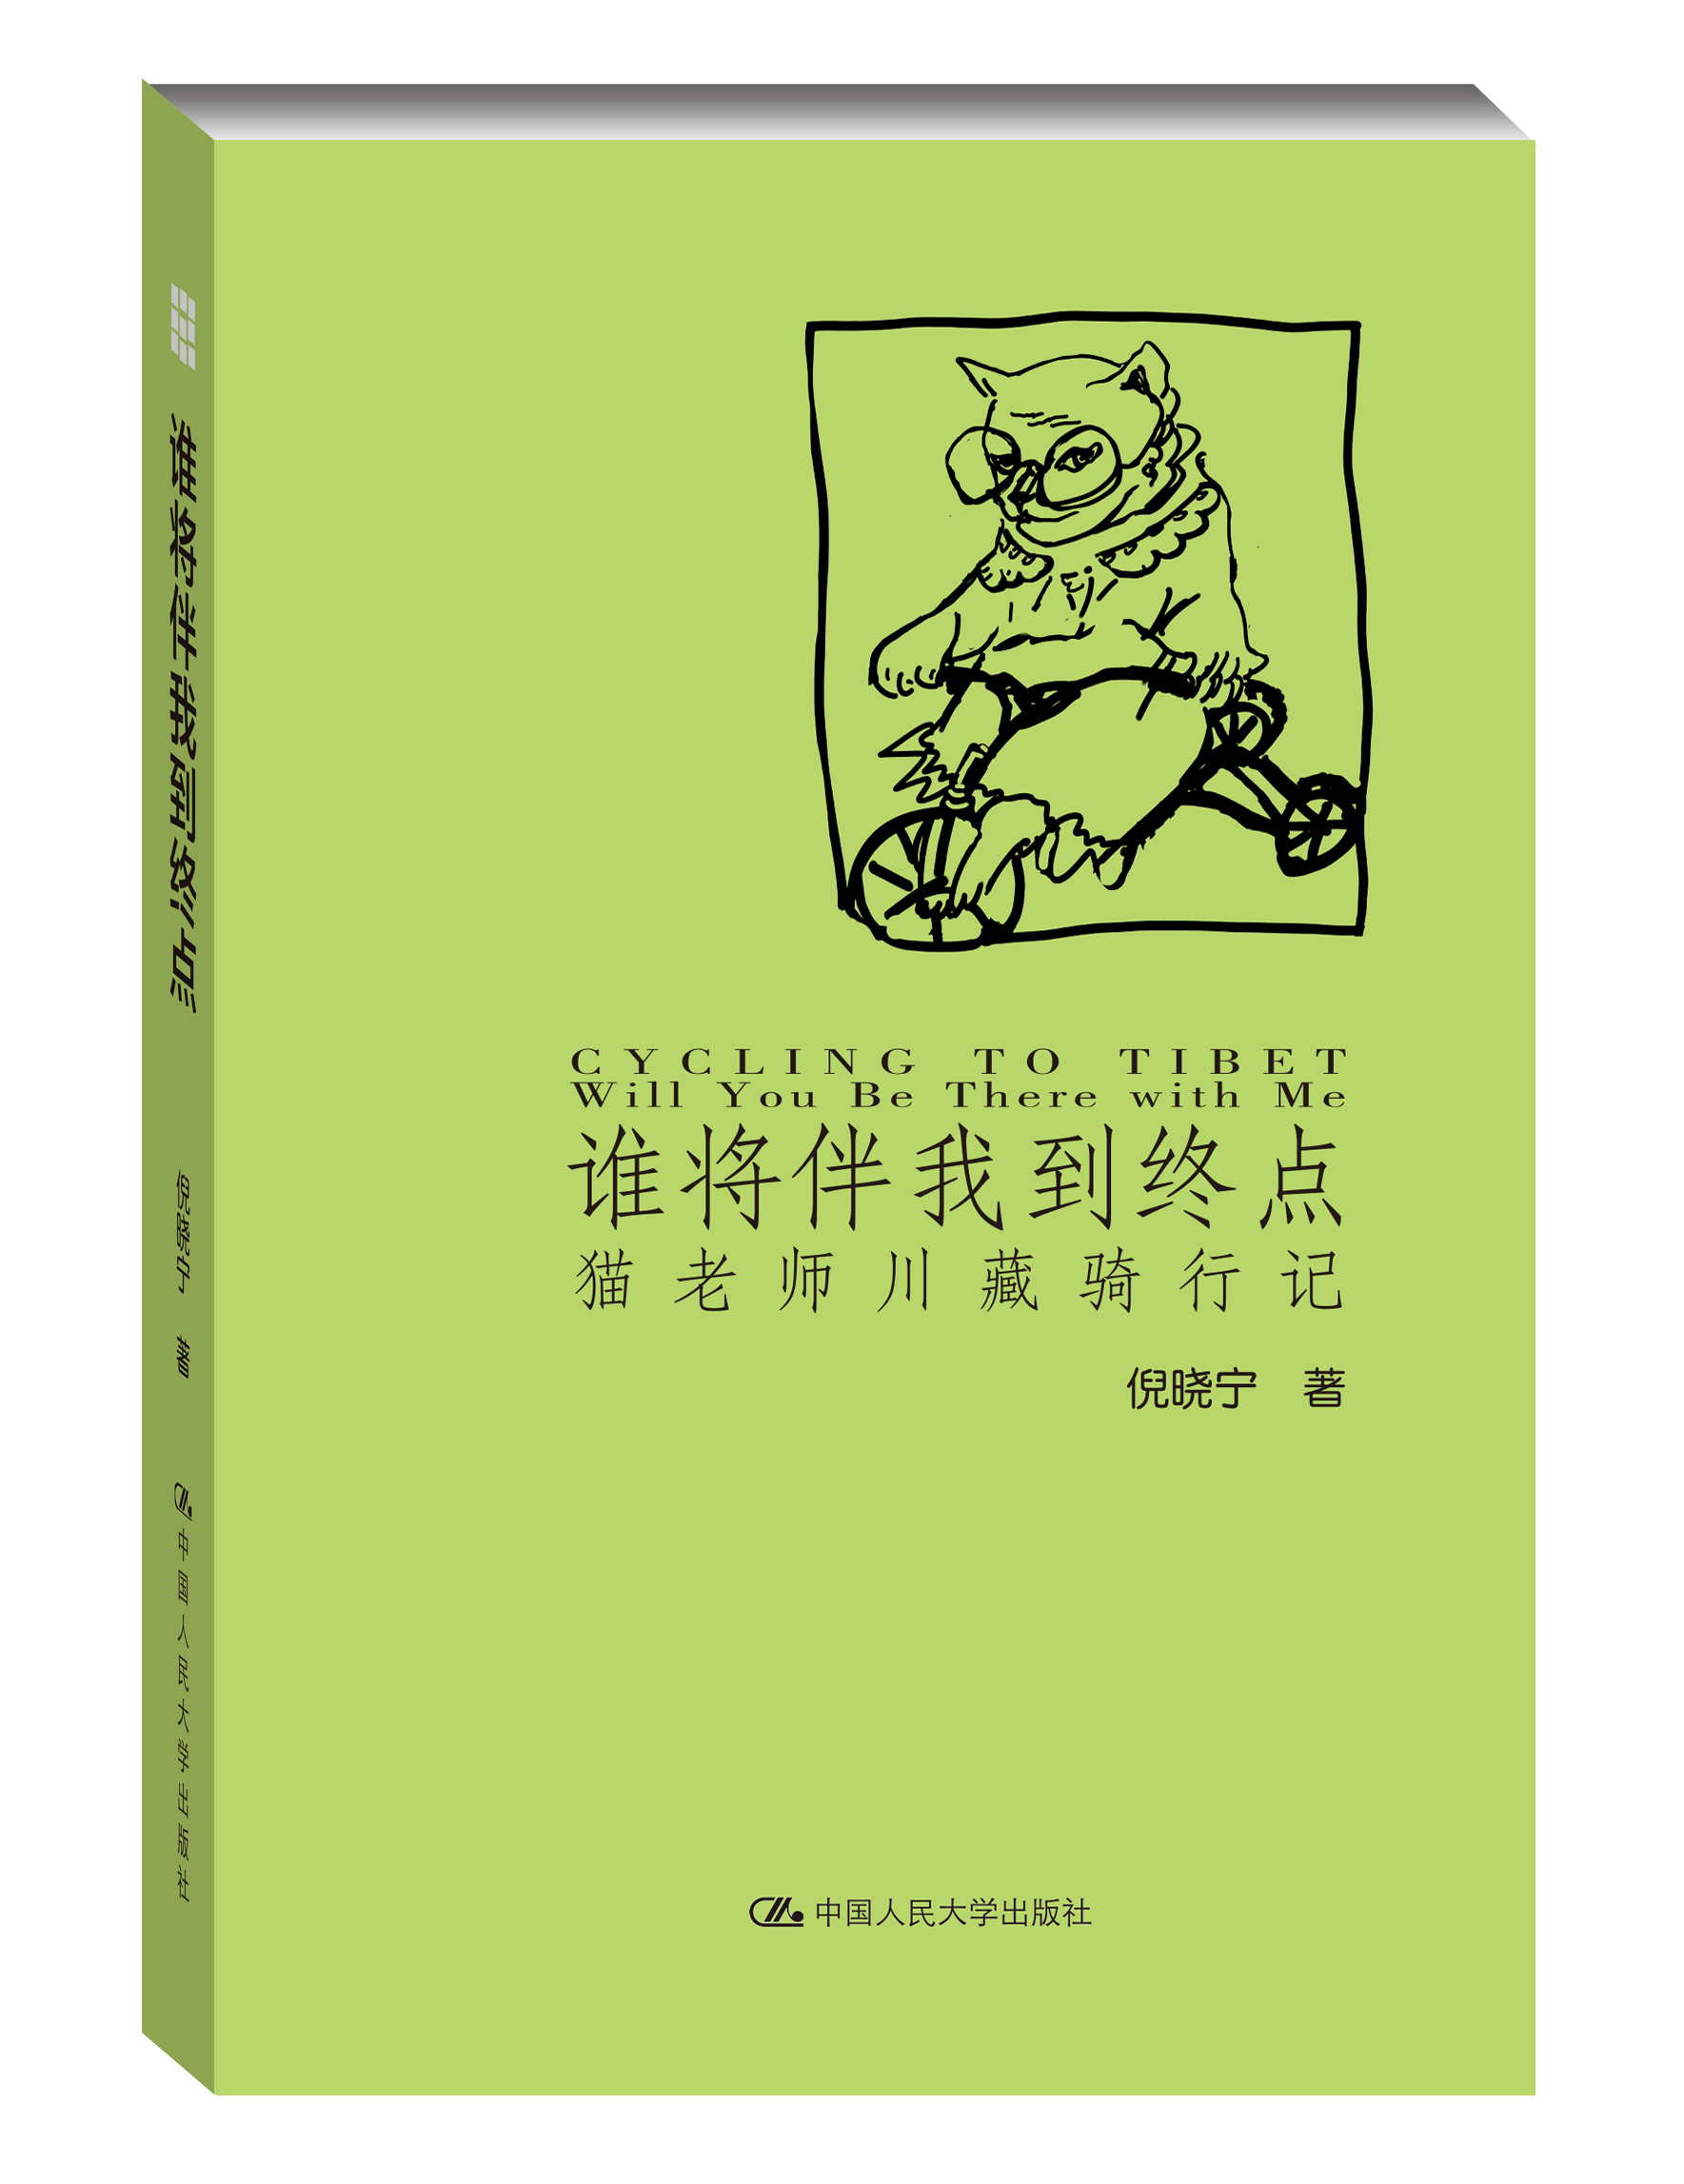 CYCLING TO TIBET
Will You Be There with Me
谁将伴我到终点
猫老师川藏骑行记
倪晓宁 著
中国人民大学出版社
谁将伴我到终点
倪晓宁 著
中国人民大学出版社